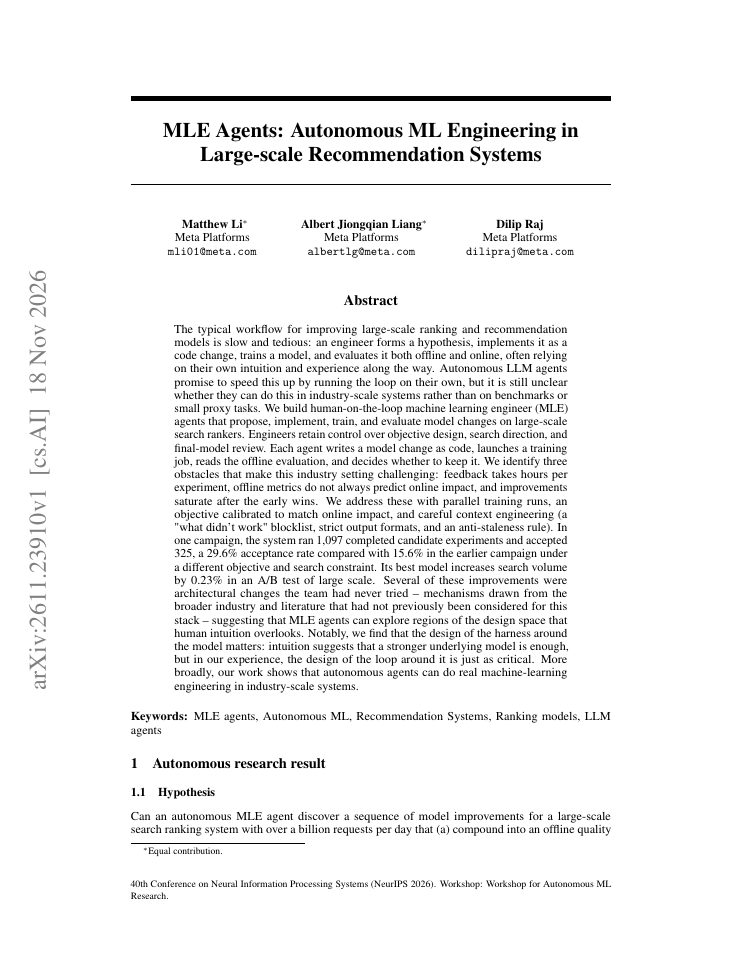 MLE Agents: Autonomous ML Engineering in
Large-scale Recommendation Systems
Matthew Li∗
Meta Platforms
mli01@meta.com
Albert Jiongqian Liang∗
Meta Platforms
albertlg@meta.com
Dilip Raj
Meta Platforms
dilipraj@meta.com
Abstract
The typical workflow for improving large-scale ranking and recommendation
models is slow and tedious: an engineer forms a hypothesis, implements it as a
code change, trains a model, and evaluates it both offline and online, often relying
on their own intuition and experience along the way. Autonomous LLM agents
promise to speed this up by running the loop on their own, but it is still unclear
whether they can do this in industry-scale systems rather than on benchmarks or
small proxy tasks. We build human-on-the-loop machine learning engineer (MLE)
agents that propose, implement, train, and evaluate model changes on large-scale
search rankers. Engineers retain control over objective design, search direction, and
final-model review. Each agent writes a model change as code, launches a training
job, reads the offline evaluation, and decides whether to keep it. We identify three
obstacles that make this industry setting challenging: feedback takes hours per
experiment, offline metrics do not always predict online impact, and improvements
saturate after the early wins. We address these with parallel training runs, an
objective calibrated to match online impact, and careful context engineering (a
"what didn’t work" blocklist, strict output formats, and an anti-staleness rule). In
one campaign, the system ran 1,097 completed candidate experiments and accepted
325, a 29.6% acceptance rate compared with 15.6% in the earlier campaign under
a different objective and search constraint. Its best model increases search volume
by 0.23% in an A/B test of large scale. Several of these improvements were
architectural changes the team had never tried – mechanisms drawn from the
broader industry and literature that had not previously been considered for this
stack – suggesting that MLE agents can explore regions of the design space that
human intuition overlooks. Notably, we find that the design of the harness around
the model matters: intuition suggests that a stronger underlying model is enough,
but in our experience, the design of the loop around it is just as critical. More
broadly, our work shows that autonomous agents can do real machine-learning
engineering in industry-scale systems.
Keywords: MLE agents, Autonomous ML, Recommendation Systems, Ranking models, LLM
agents
1 Autonomous research result
1.1 Hypothesis
Can an autonomous MLE agent discover a sequence of model improvements for a large-scale
search ranking system with over a billion requests per day that (a) compound into an offline quality
∗Equal contribution.
40th Conference on Neural Information Processing Systems (NeurIPS 2026). Workshop: Workshop for Autonomous ML
Research.
arXiv:2611.23910v1 [cs.AI] 18 Nov 2026